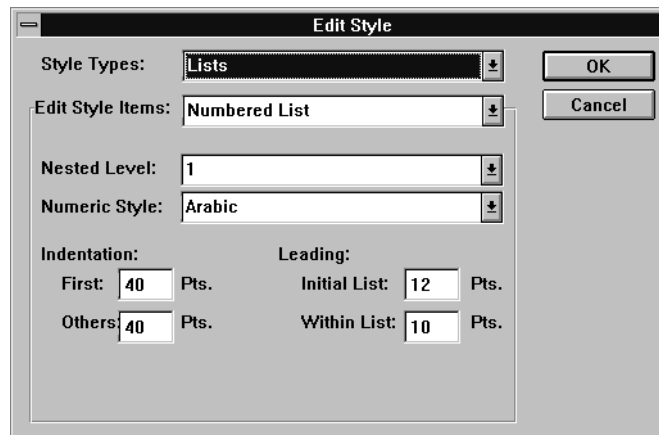 Edit Style
Style Types: Lists
OK
Edit Style Items: Numbered List
Cancel
Nested Level: 1
Numeric Style: Arabic
Indentation: Leading:
First: 40 Pts. Initial List: 12 Pts.
Others: 40 Pts. Within List: 10 Pts.